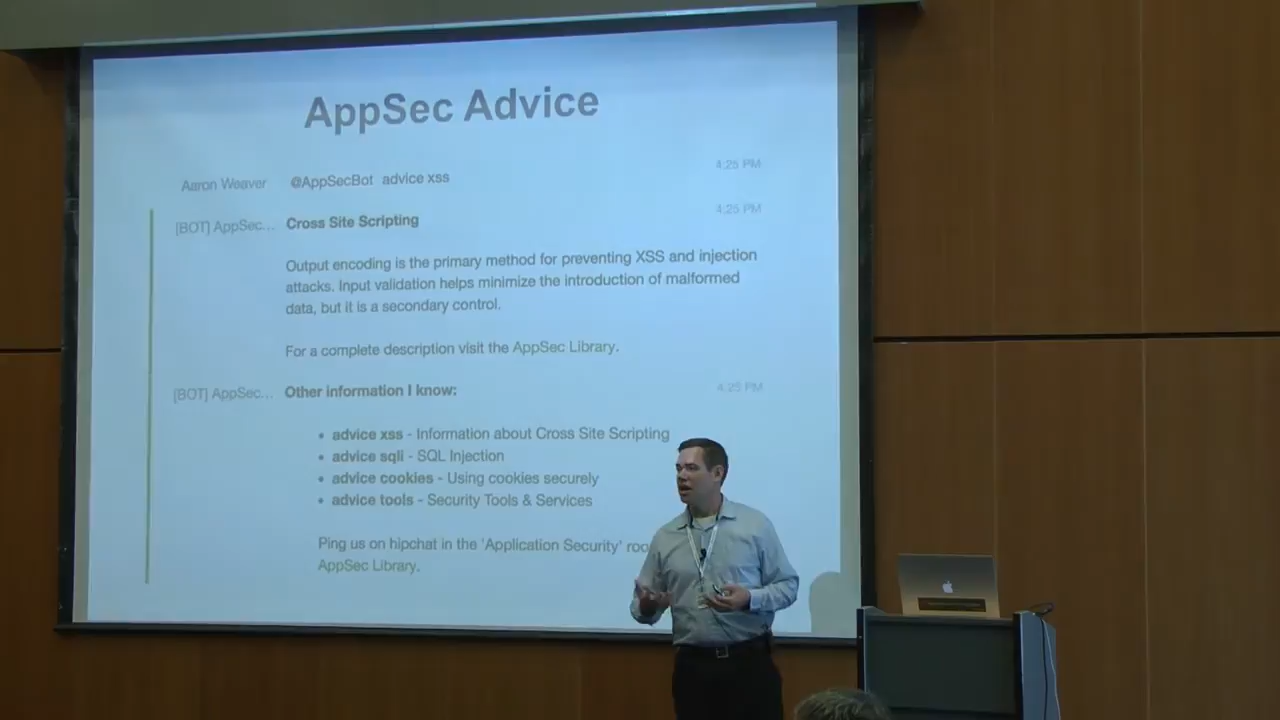 AppSec Advice
4:25 PM
Aaron Weaver @AppSecBot advice xss
4:25 PM
[BOT] AppSec... Cross Site Scripting
Output encoding is the primary method for preventing XSS and injection
attacks. Input validation helps minimize the introduction of malformed
data, but it is a secondary control.
For a complete description visit the AppSec Library.
[BOT] AppSec... Other information I know: 4:25 PM
• advice xss - Information about Cross Site Scripting
• advice sqli - SQL Injection
• advice cookies - Using cookies securely
• advice tools - Security Tools & Services
Ping us on hipchat in the 'Application Security'
AppSec Library.